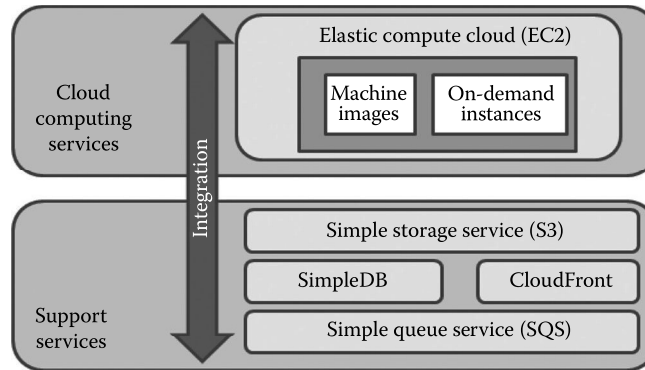 Elastic compute cloud (EC2)
Cloud
computing
services
Machine
images
On-demand
instances
Integration
Simple storage service (S3)
SimpleDB
CloudFront
Support
services
Simple queue service (SQS)